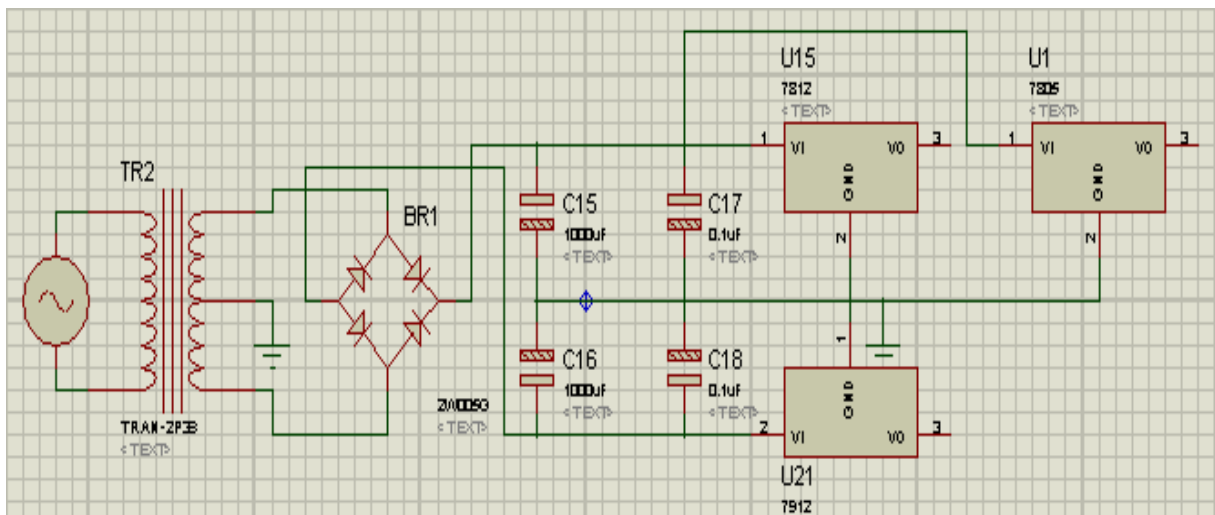 U15
7812
<TEXT>
U1
7805
<TEXT>
1 VI VO 3
GND
2
1 VI VO 3
GND
2
TR2
BR1
C15
1000uF
<TEXT>
C17
0.1uF
<TEXT>
C16
1000uF
<TEXT>
C18
0.1uF
<TEXT>
1
GND
2 VI VO 3
2W005G
<TEXT>
TRAN-2P3S
<TEXT>
U21
7912